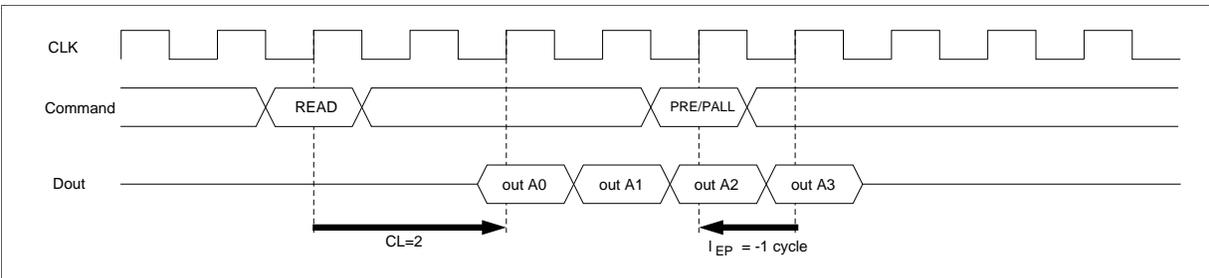 CLK
Command READ PRE/PALL
Dout out A0 out A1 out A2 out A3
CL=2 l EP = -1 cycle